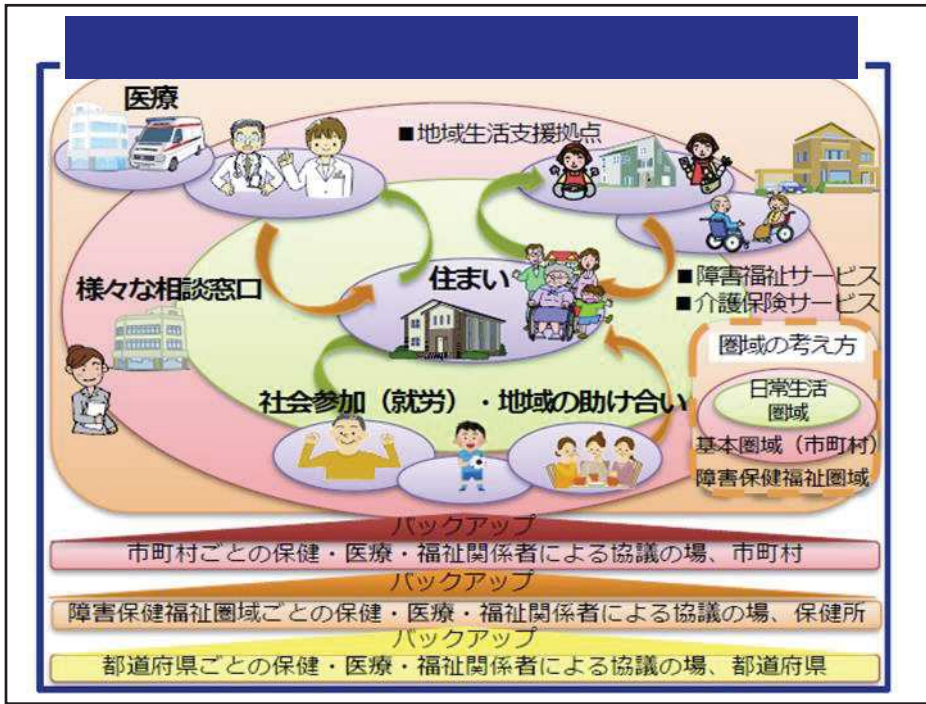 医療
■地域生活支援拠点
様々な相談窓口
住まい
■障害福祉サービス
■介護保険サービス
圏域の考え方
日常生活
圏域
基本圏域（市町村）
障害保健福祉圏域
社会参加（就労）・地域の助け合い
バックアップ
市町村ごとの保健・医療・福祉関係者による協議の場、市町村
バックアップ
障害保健福祉圏域ごとの保健・医療・福祉関係者による協議の場、保健所
バックアップ
都道府県ごとの保健・医療・福祉関係者による協議の場、都道府県